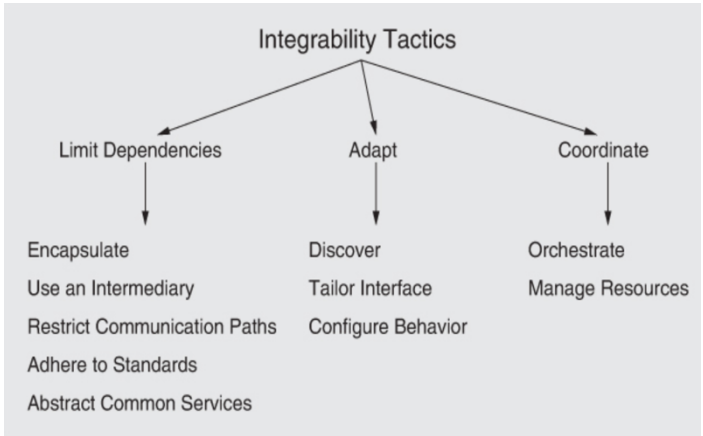 Integrability Tactics
Limit Dependencies
Adapt
Coordinate
Encapsulate
Use an Intermediary
Restrict Communication Paths
Adhere to Standards
Abstract Common Services
Discover
Tailor Interface
Configure Behavior
Orchestrate
Manage Resources